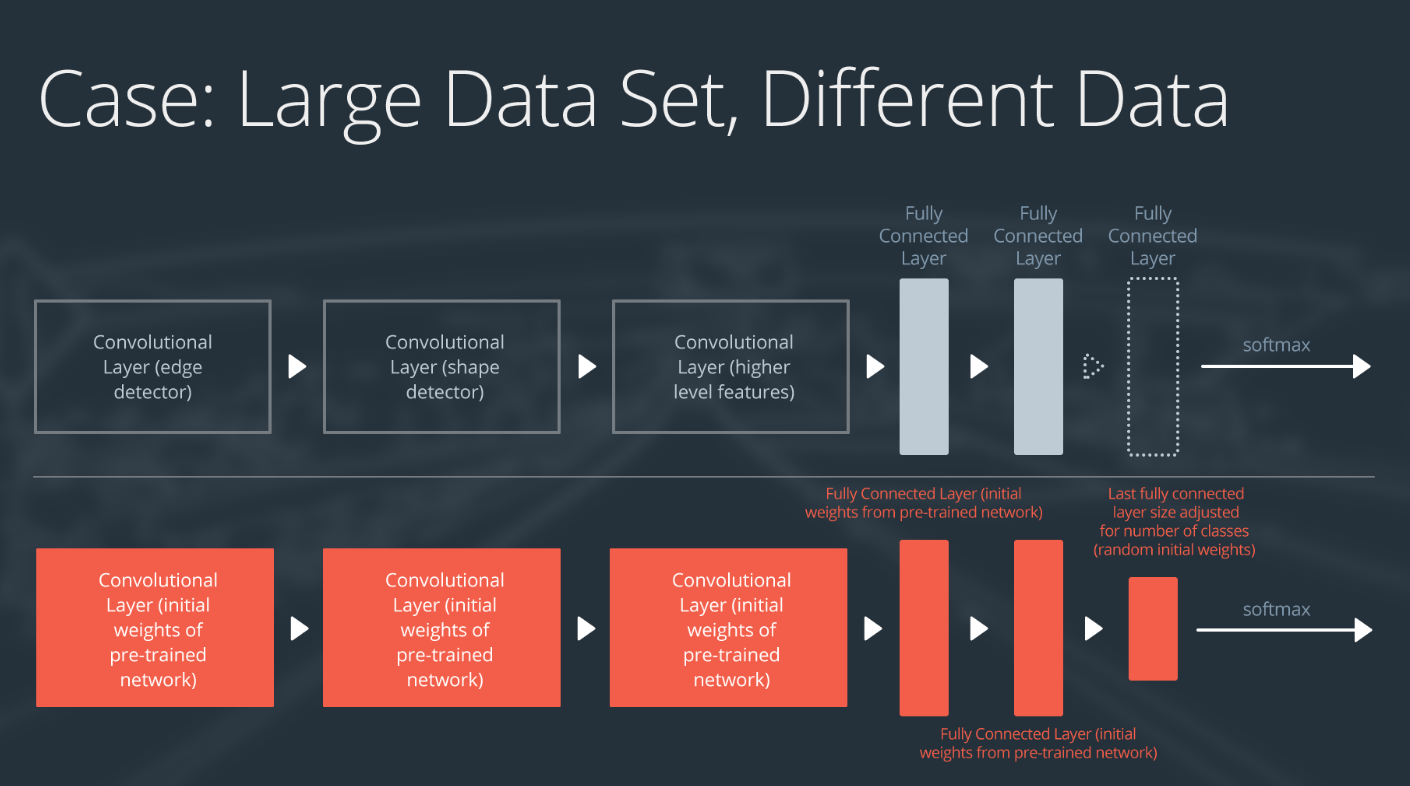 Case: Large Data Set, Different Data
Fully
Connected
Layer
Fully
Connected
Layer
Fully
Connected
Layer
Convolutional
Layer (edge
detector)
Convolutional
Layer (shape
detector)
Convolutional
Layer (higher
level features)
softmax
Fully Connected Layer (initial
weights from pre-trained network)
Last fully connected
layer size adjusted
for number of classes
(random initial weights)
Convolutional
Layer (initial
weights of
pre-trained
network)
Convolutional
Layer (initial
weights of
pre-trained
network)
Convolutional
Layer (initial
weights of
pre-trained
network)
softmax
Fully Connected Layer (initial
weights from pre-trained network)